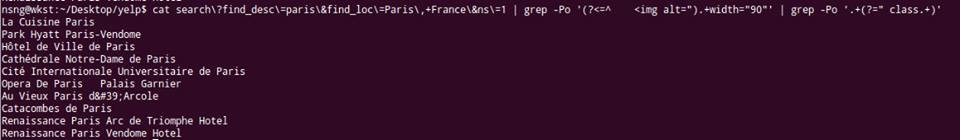 nsng@wkst:~/Desktop/yelp$ cat search\?find_desc\=paris\&find_loc\=Paris\,+France\&ns\=1 | grep -Po '(?<=^    <img alt=").+width="90"' | grep -Po '.+(?=" class.+)'
La Cuisine Paris
Park Hyatt Paris-Vendome
Hôtel de Ville de Paris
Cathédrale Notre-Dame de Paris
Cité Internationale Universitaire de Paris
Opera De Paris   Palais Garnier
Au Vieux Paris d&#39;Arcole
Catacombes de Paris
Renaissance Paris Arc de Triomphe Hotel
Renaissance Paris Vendome Hotel